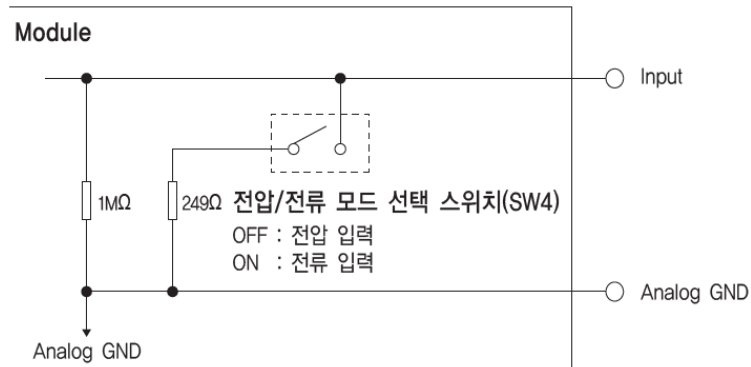 Module
Input
1MΩ
249Ω
전압/전류 모드 선택 스위치(SW4)
OFF : 전압 입력
ON : 전류 입력
Analog GND
Analog GND